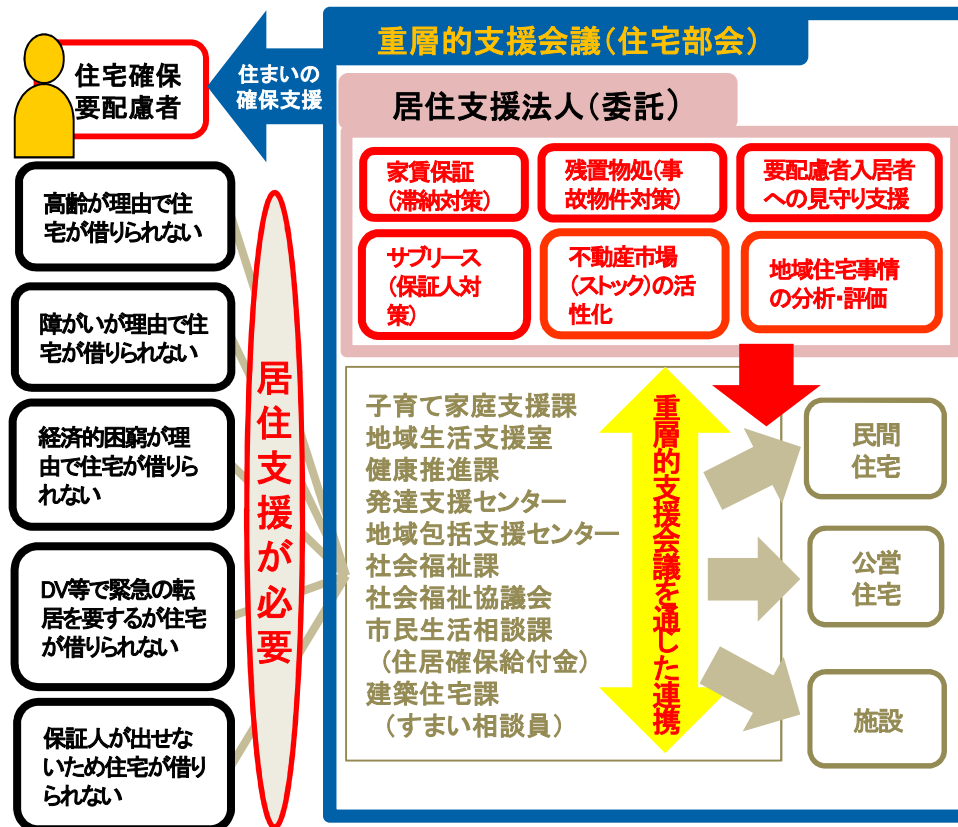 重層的支援会議（住宅部会）
住宅確保
要配慮者
住まいの
確保支援
居住支援法人（委託）
家賃保証
（滞納対策）
残置物処（事
故物件対策）
要配慮者入居者
への見守り支援
サブリース
（保証人対
策）
不動産市場
（ストック）の活
性化
地域住宅事情
の分析・評価
高齢が理由で住
宅が借りられない
障がいが理由で住
宅が借りられない
経済的困窮が理
由で住宅が借りら
れない
DV等で緊急の転
居を要するが住宅
が借りられない
保証人が出せな
いため住宅が借り
られない
居住支援が必要
子育て家庭支援課
地域生活支援室
健康推進課
発達支援センター
地域包括支援センター
社会福祉課
社会福祉協議会
市民生活相談課
（住居確保給付金）
建築住宅課
（すまい相談員）
重層的支援会議を通じた連携
民間
住宅
公営
住宅
施設